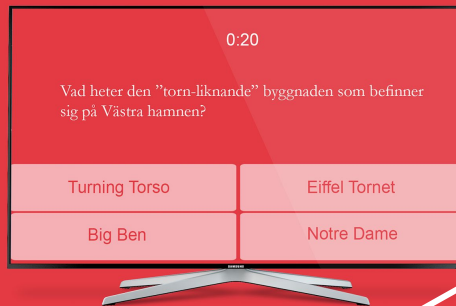 0:20
Vad heter den ”torn-liknande” byggnaden som befinner
sig på Västra hamnen?
Turning Torso
Eiffel Tornet
Big Ben
Notre Dame
SAMSUNG